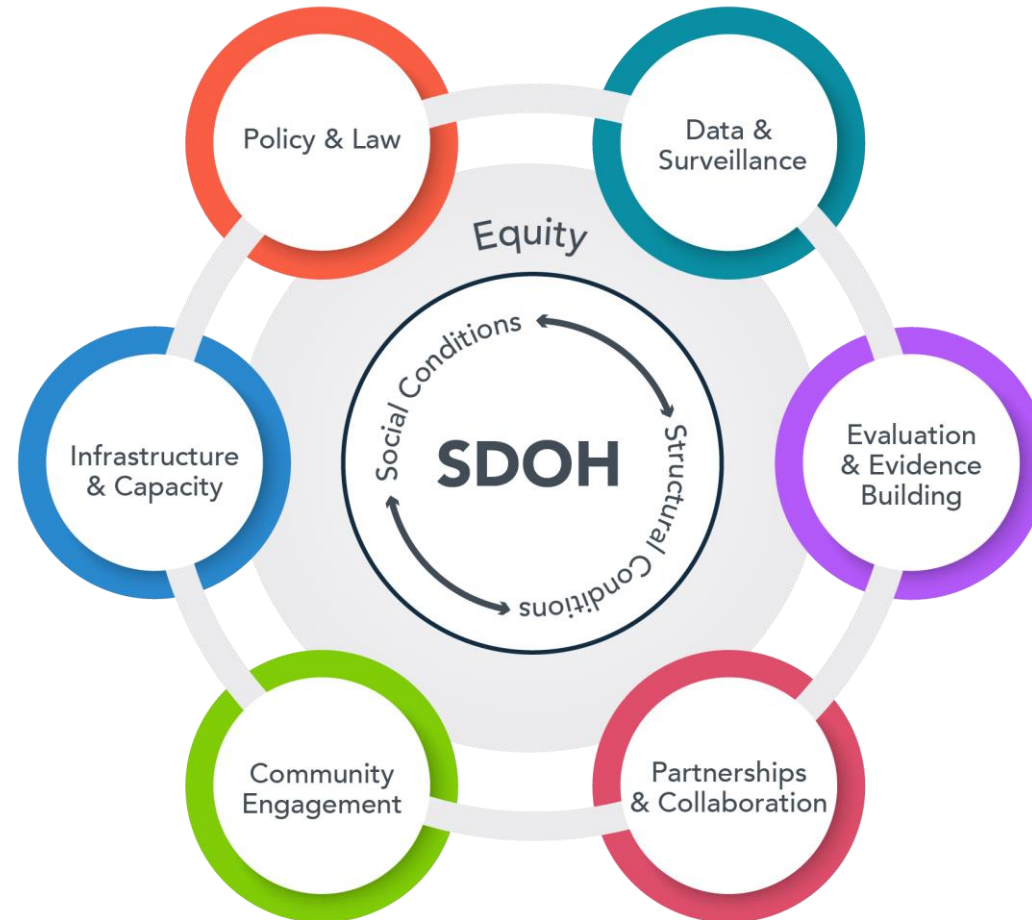 Policy & Law
Data &
Surveillance
Equity
Social Conditions
Structural Conditions
SDOH
Infrastructure
& Capacity
Evaluation
& Evidence
Building
Community
Engagement
Partnerships
& Collaboration